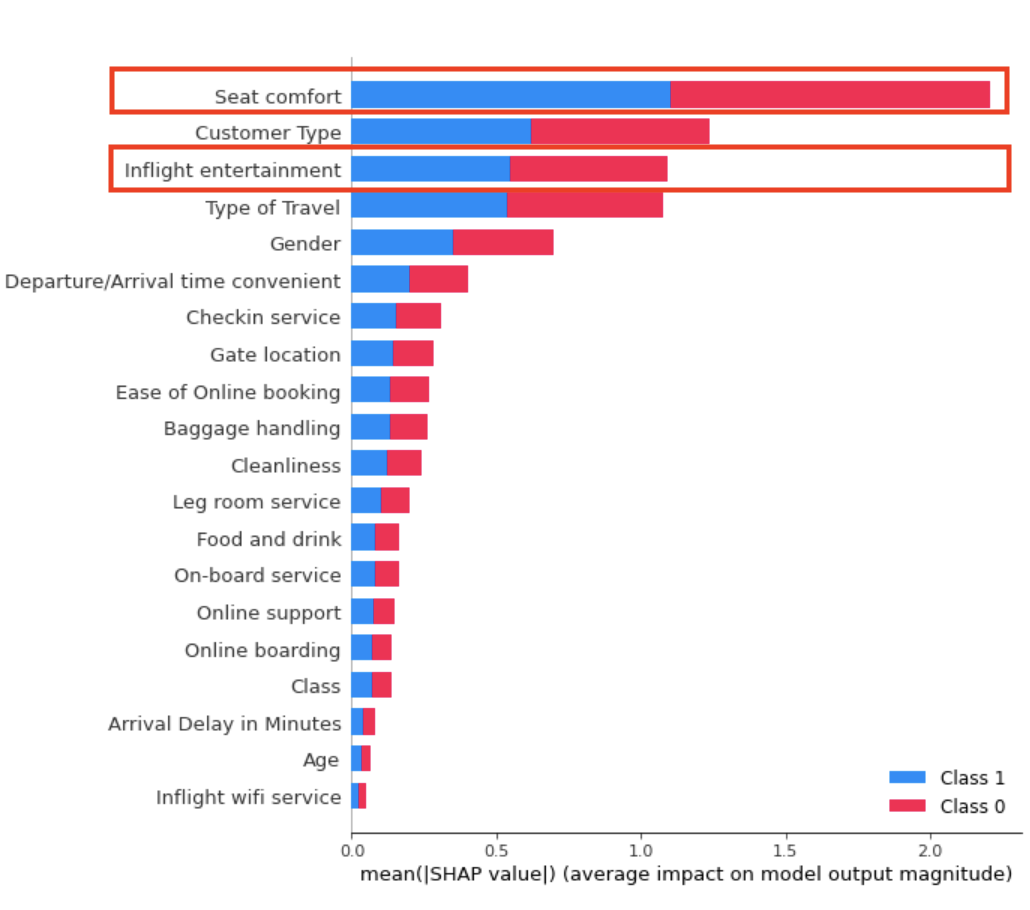 Seat comfort
Customer Type
Inflight entertainment
Type of Travel
Gender
Departure/Arrival time convenient
Checkin service
Gate location
Ease of Online booking
Baggage handling
Cleanliness
Leg room service
Food and drink
On-board service
Online support
Online boarding
Class
Arrival Delay in Minutes
Age
Inflight wifi service
Class 1
Class 0
0.0 0.5 1.0 1.5 2.0
mean(|SHAP value|) (average impact on model output magnitude)